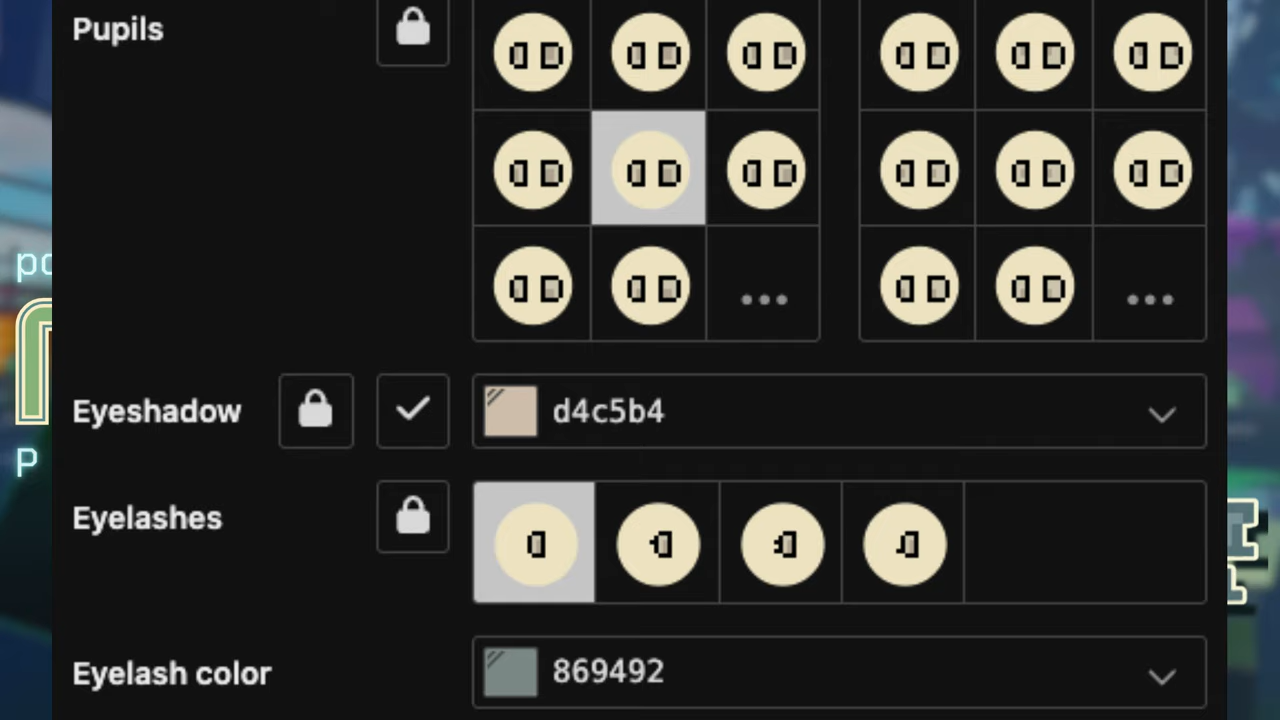 Pupils
...
...
Eyeshadow
d4c5b4
Eyelashes
Eyelash color
869492